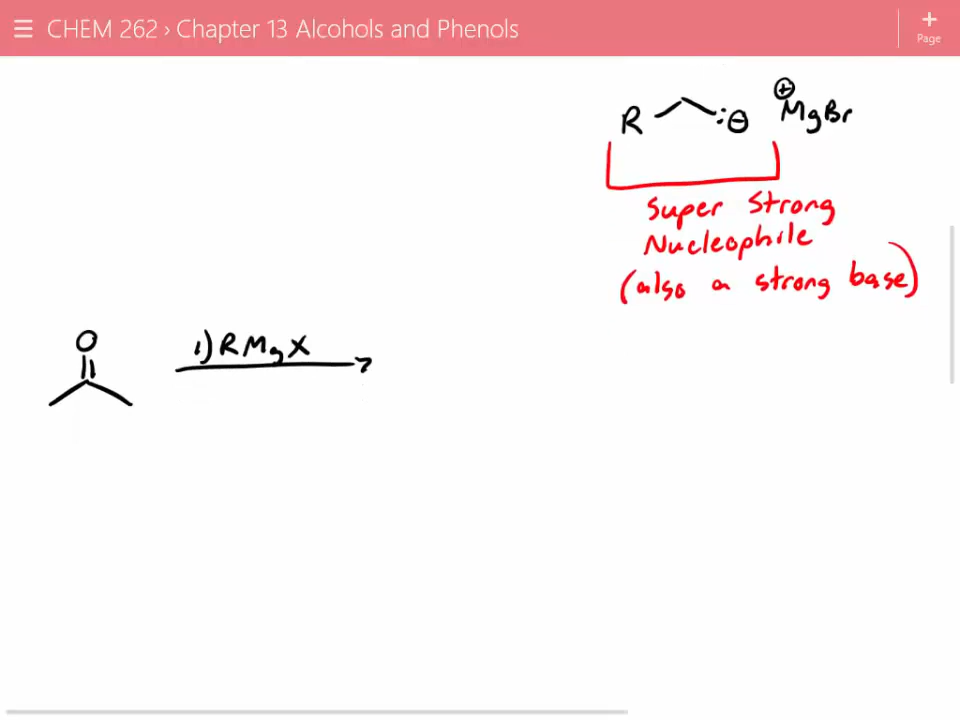 CHEM 262 › Chapter 13 Alcohols and Phenols
+
Page
R :⊖ ⊕MgBr
Super Strong
Nucleophile
(also a strong base)
O
1) RMgX